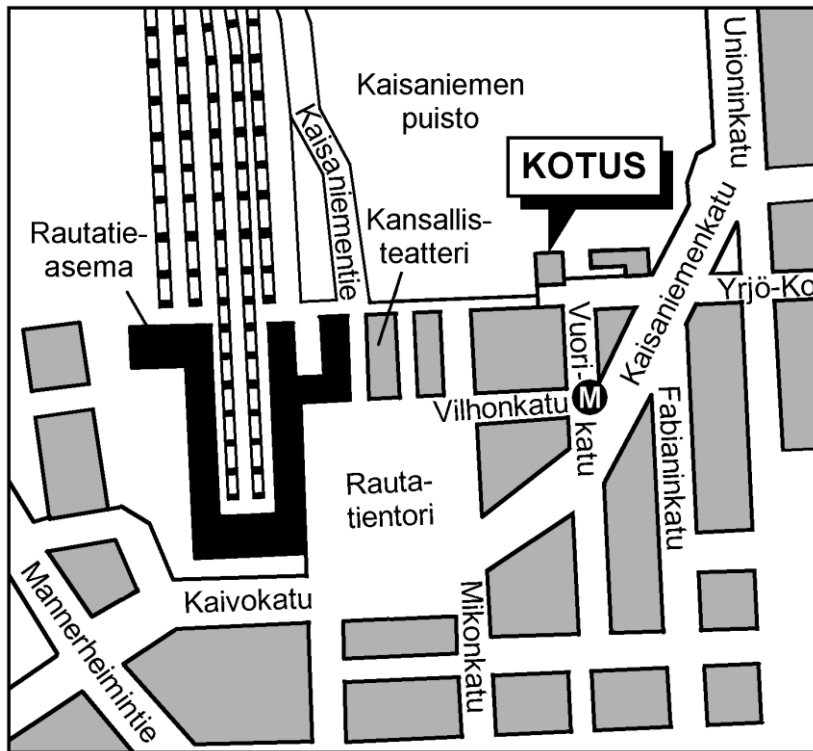 Unioninkatu
Kaisaniemen
puisto
Kaisaniementie
KOTUS
Kansallis-
teatteri
Rautatie-
asema
Kaisaniemenkatu
Yrjö-Ko
Vuori-
katu
M
Vilhonkatu
Fabianinkatu
Rauta-
tientori
Kaivokatu
Mikonkatu
Mannerheimintie